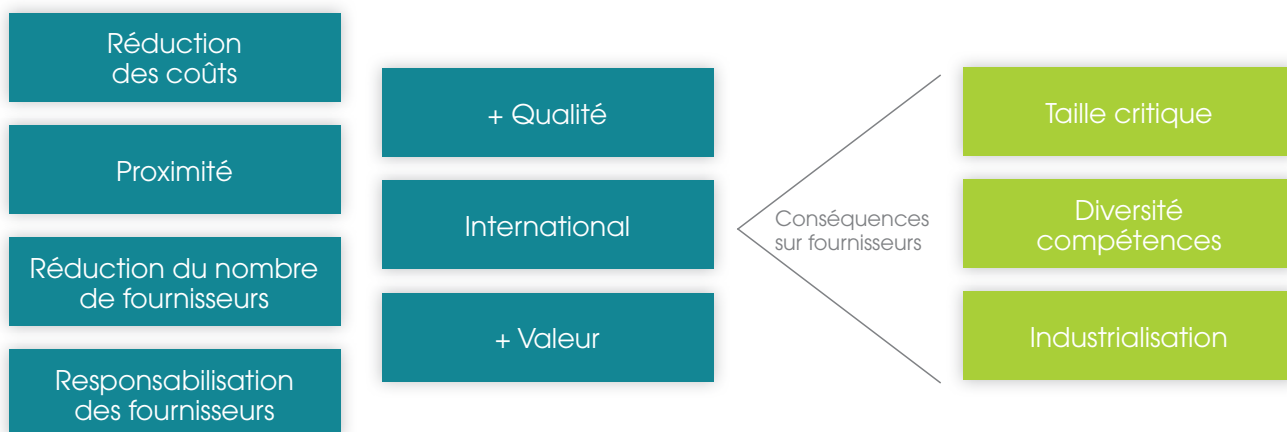 Réduction
des coûts
Proximité
Réduction du nombre
de fournisseurs
Responsabilisation
des fournisseurs
+ Qualité
International
+ Valeur
Conséquences
sur fournisseurs
Taille critique
Diversité
compétences
Industrialisation